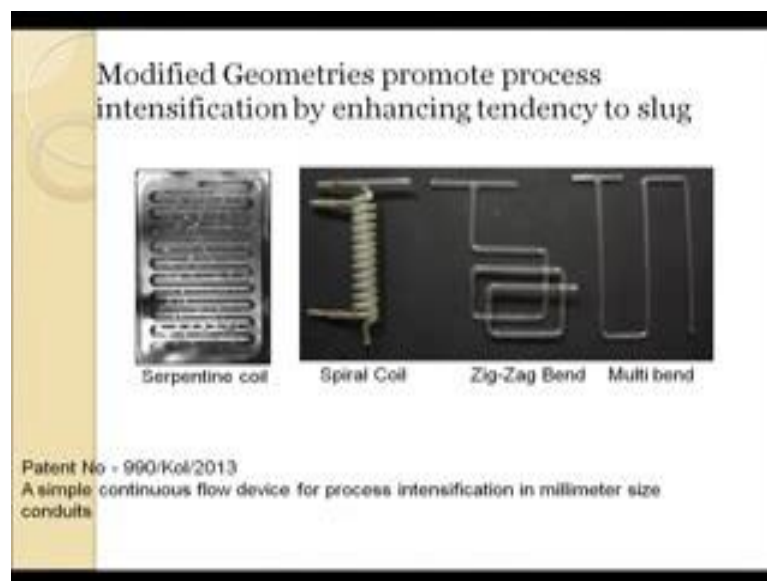 Modified Geometries promote process
intensification by enhancing tendency to slug
Serpentine coil
Spiral Coil
Zig-Zag Bend
Multi bend
Patent No - 990/Kol/2013
A simple continuous flow device for process intensification in millimeter size
conduits